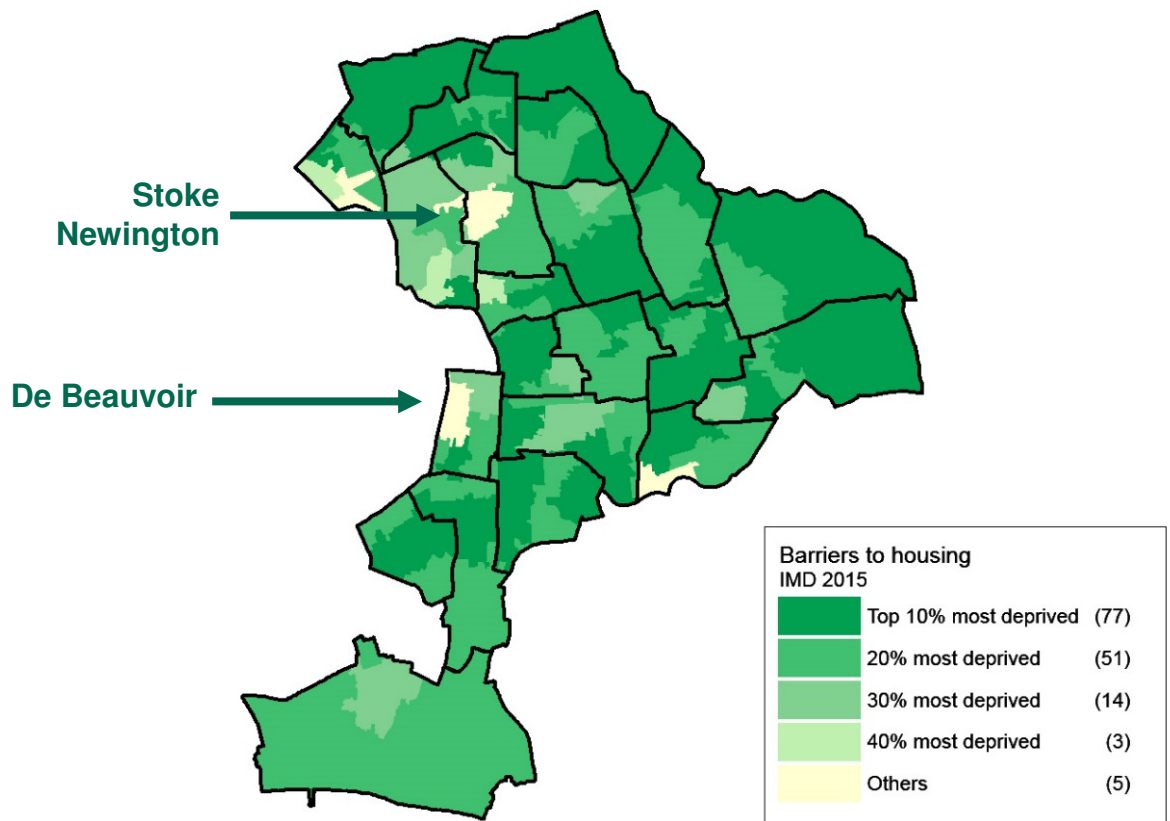 Stoke
Newington
De Beauvoir
Barriers to housing
IMD 2015
Top 10% most deprived (77)
20% most deprived (51)
30% most deprived (14)
40% most deprived (3)
Others (5)